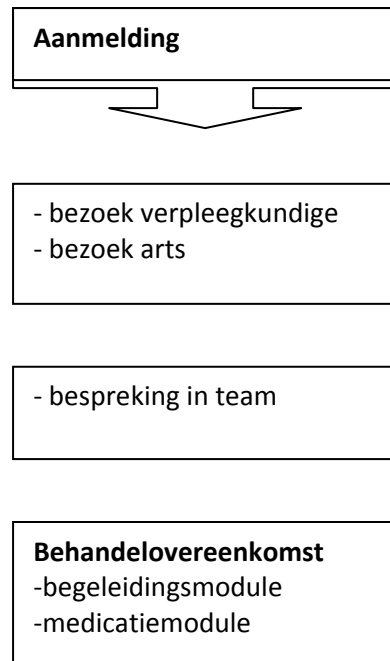 Aanmelding
- bezoek verpleegkundige
- bezoek arts
- bespreking in team
Behandelovereenkomst
-begeleidingsmodule
-medicatiemodule